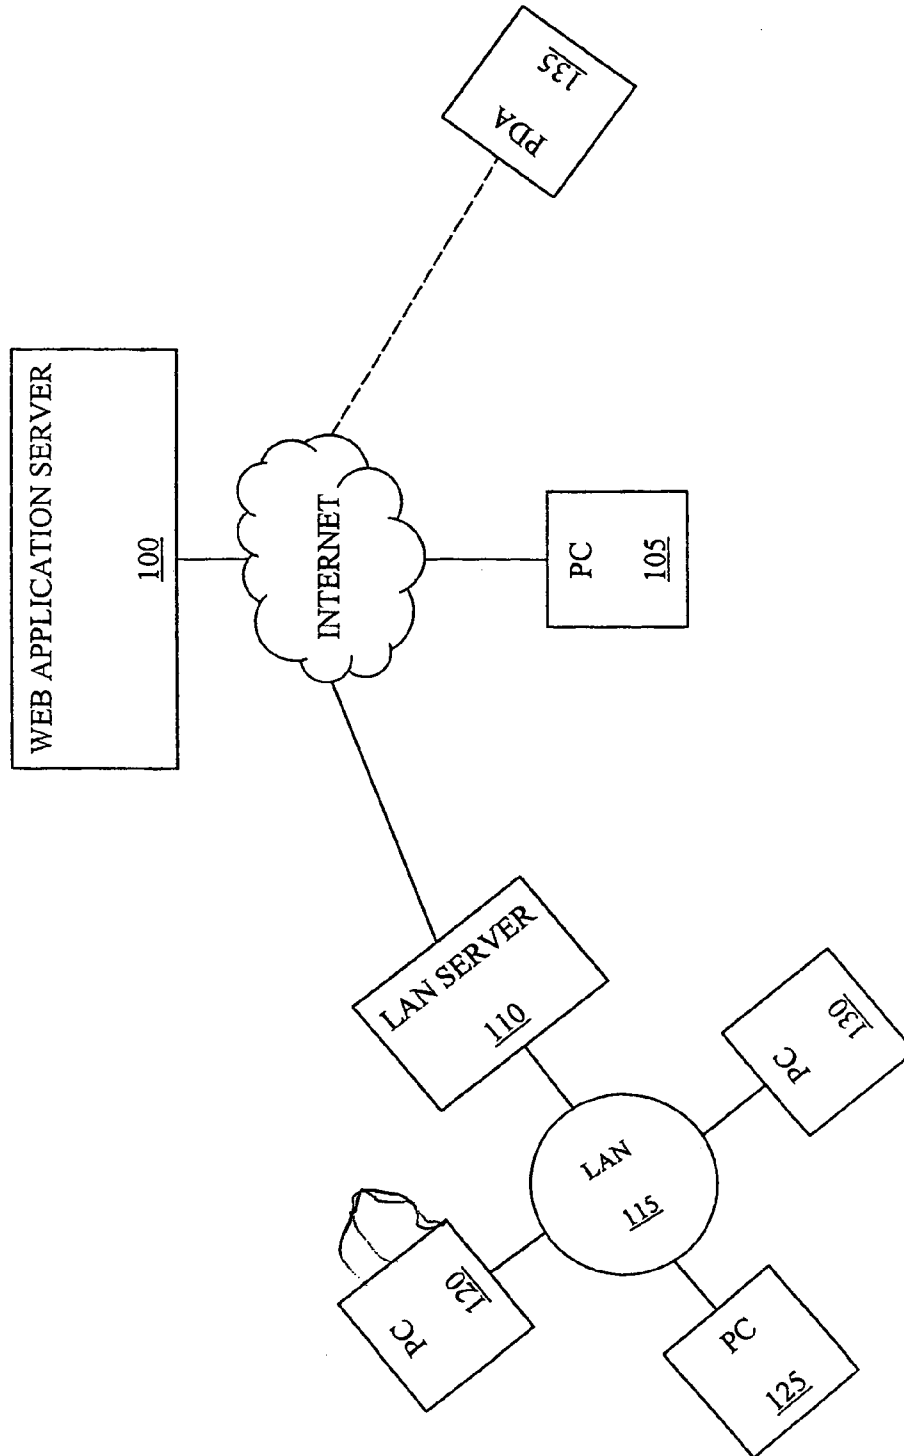 WEB APPLICATION SERVER
100
INTERNET
PDA
135
PC
105
LAN SERVER
110
LAN
115
PC
120
PC
125
PC
130